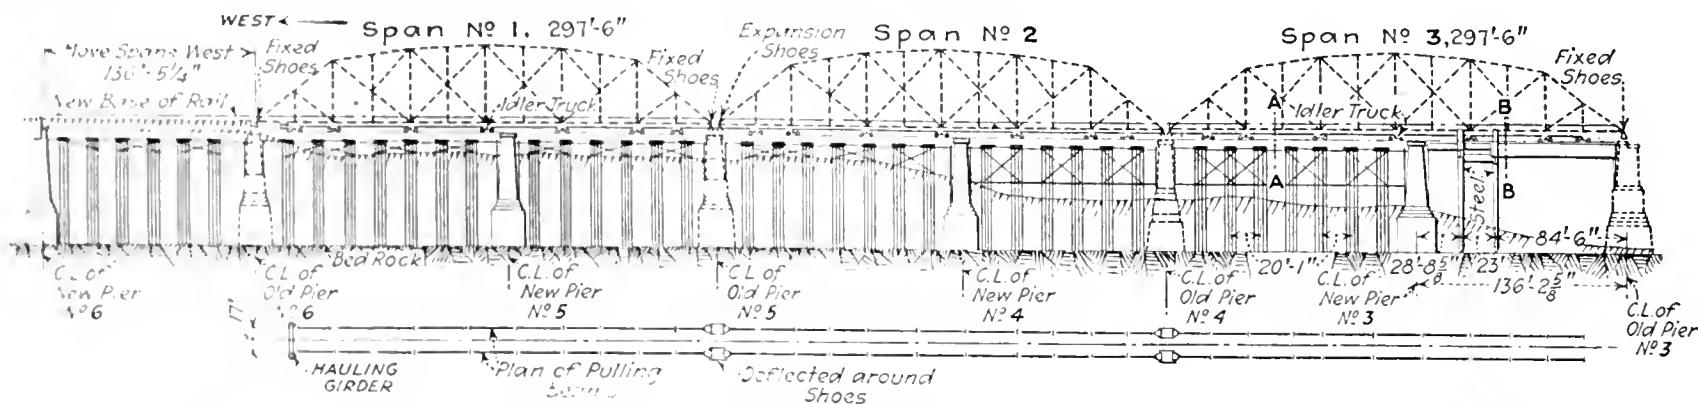 WEST
Span Nº 1. 297'-6"
Expansion
Shoes
Span Nº 2
Span Nº 3, 297'-6"
Move Spans West
136'-5¼"
New Base of Rail
Fixed
Shoes
Fixed
Shoes
Fixed
Shoes
Idler Truck
Idler Truck
A
B
A
B
Steel
84'-6"
Bed Rock
20'-1"
28'-8⅝"
23'
136'-2⅝"
C.L. of
New Pier
Nº 6
C.L. of
Old Pier
Nº 6
C.L. of
New Pier
Nº 5
C.L. of
Old Pier
Nº 5
C.L. of
New Pier
Nº 4
C.L. of
Old Pier
Nº 4
C.L. of
New Pier
Nº 3
C.L. of
Old Pier
Nº 3
17'
HAULING
GIRDER
Plan of Pulling
Deflected around
Shoes